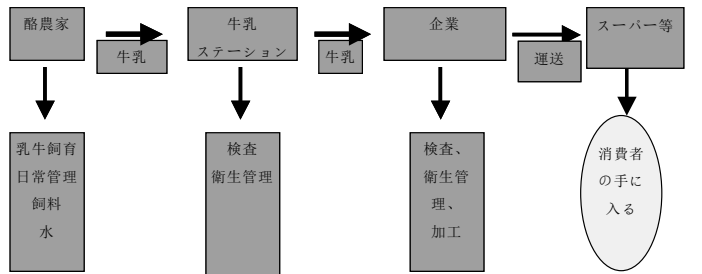 酪農家
牛乳
牛乳
ステーション
牛乳
企業
運送
スーパー等
乳牛飼育
日常管理
飼料
水
検査
衛生管理
検査、
衛生管
理、
加工
消費者
の手に
入る